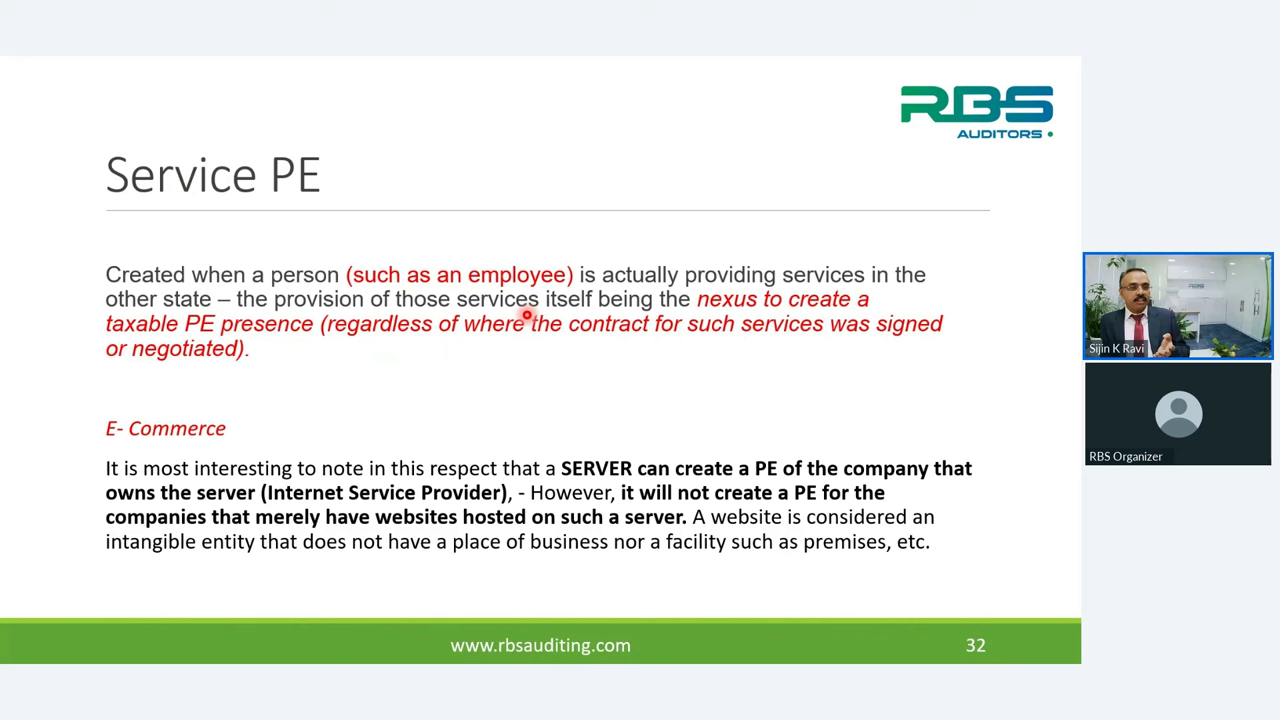 RBS
AUDITORS
Service PE
Created when a person (such as an employee) is actually providing services in the
other state – the provision of those services itself being the nexus to create a
taxable PE presence (regardless of where the contract for such services was signed
or negotiated).
E- Commerce
It is most interesting to note in this respect that a SERVER can create a PE of the company that
owns the server (Internet Service Provider), - However, it will not create a PE for the
companies that merely have websites hosted on such a server. A website is considered an
intangible entity that does not have a place of business nor a facility such as premises, etc.
www.rbsauditing.com
32
Sijin K Ravi
RBS Organizer